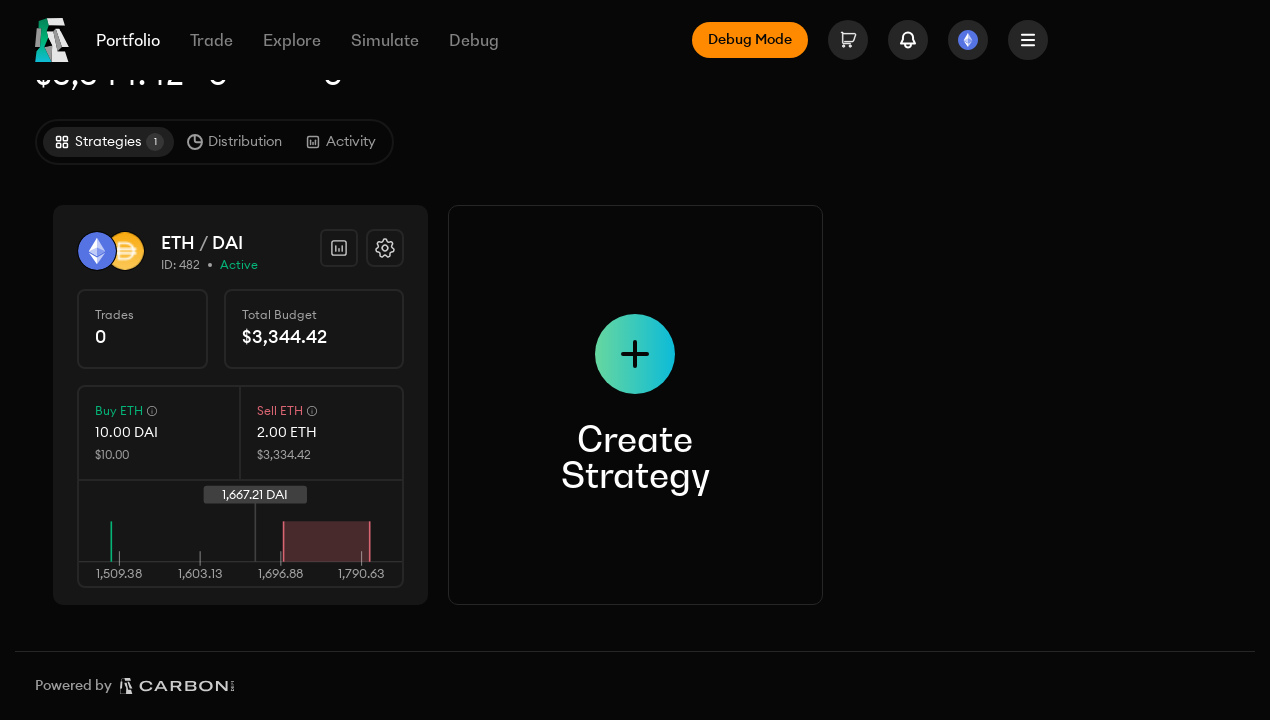 Portfolio Trade Explore Simulate Debug Debug Mode
Strategies 1 Distribution Activity
ETH / DAI
ID: 482 • Active
Trades Total Budget
0 $3,344.42
Buy ETH Sell ETH
10.00 DAI 2.00 ETH
$10.00 $3,334.42
1,667.21 DAI
1,509.38 1,603.13 1,696.88 1,790.63
Create
Strategy
Powered by CARBON DEFI